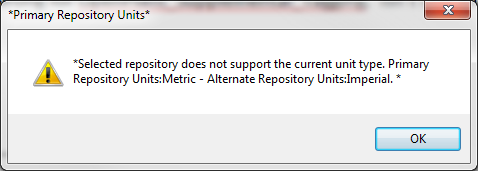 *Primary Repository Units*
*Selected repository does not support the current unit type. Primary
Repository Units:Metric - Alternate Repository Units:Imperial. *
OK